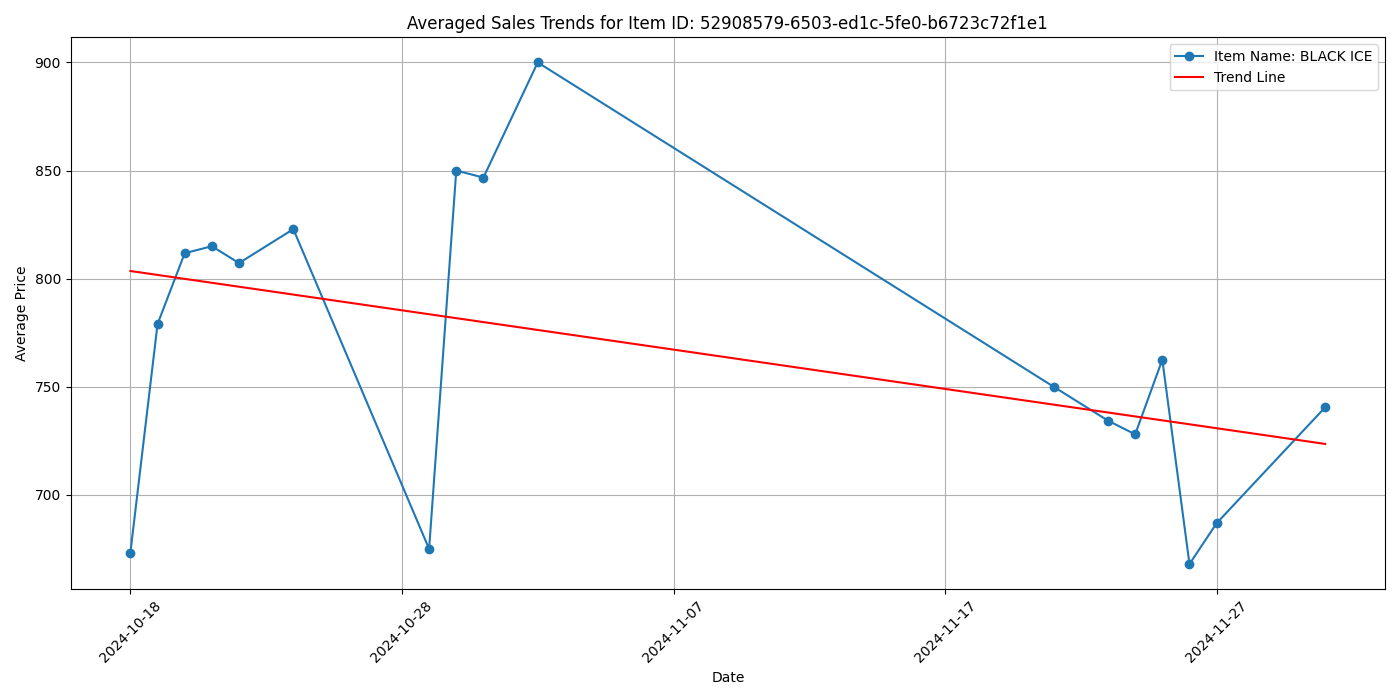 Averaged Sales Trends for Item ID: 52908579-6503-ed1c-5fe0-b6723c72f1e1
Item Name: BLACK ICE
Trend Line
Average Price
900
850
800
750
700
2024-10-18
2024-10-28
2024-11-07
2024-11-17
2024-11-27
Date